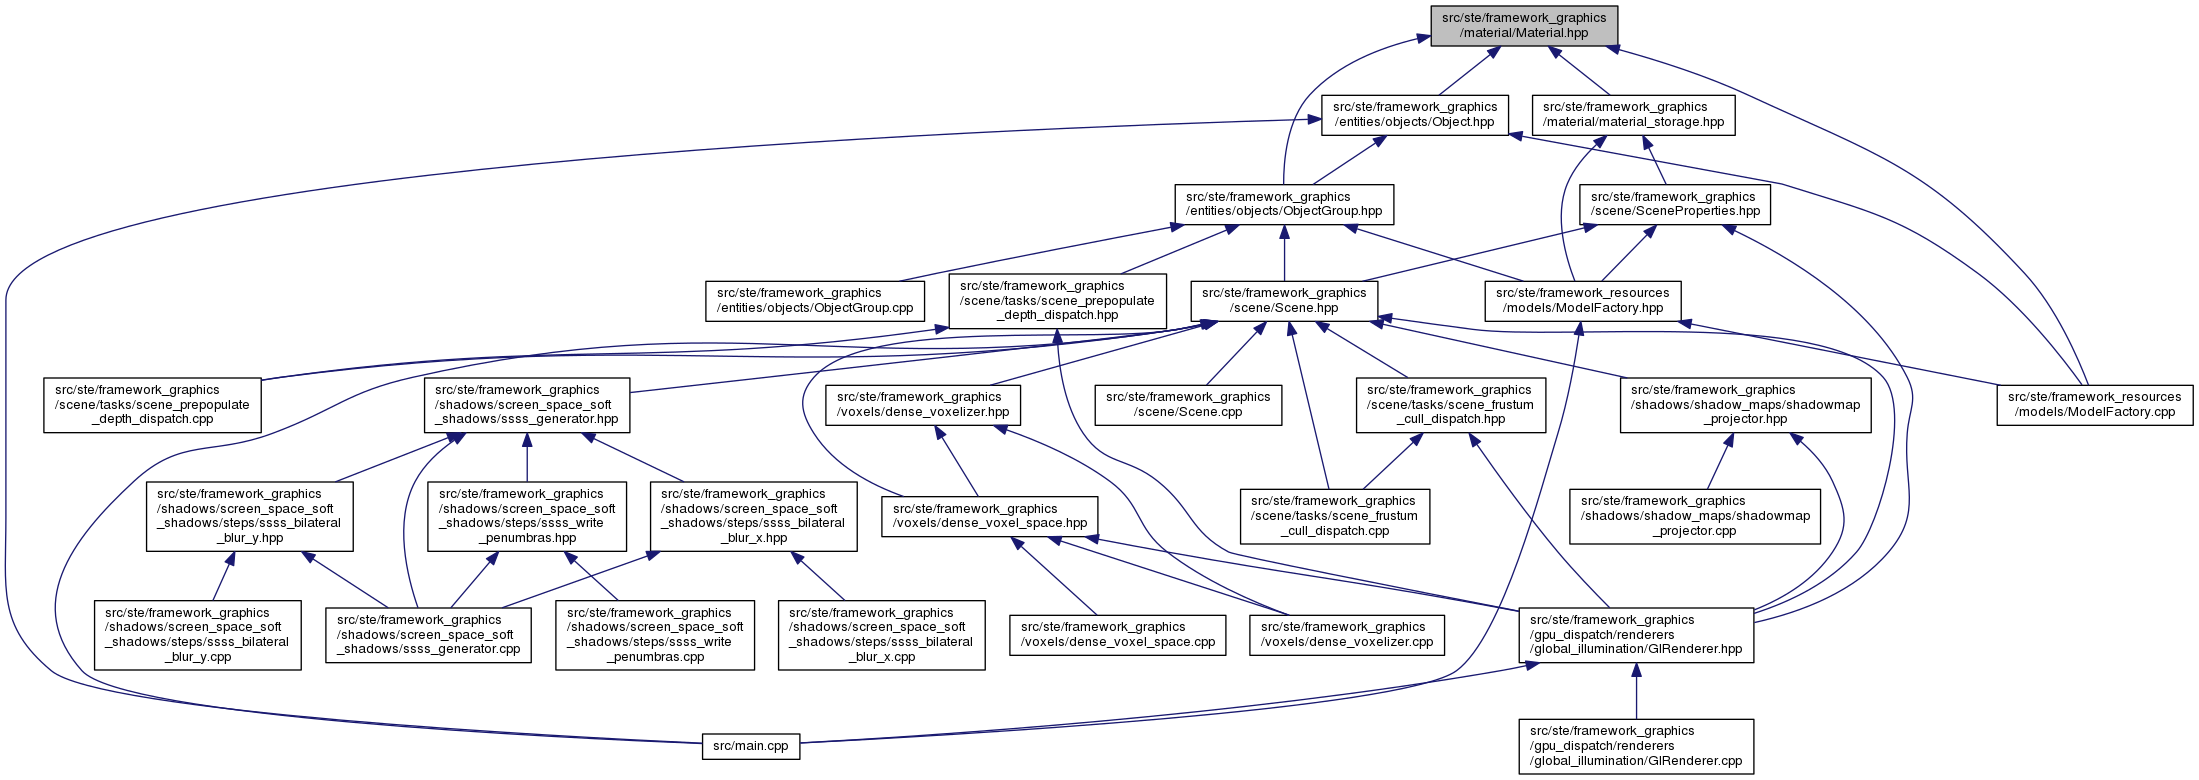 src/ste/framework_graphics
/material/Material.hpp
src/ste/framework_graphics
/entities/objects/Object.hpp
src/ste/framework_graphics
/material/material_storage.hpp
src/ste/framework_graphics
/entities/objects/ObjectGroup.hpp
src/ste/framework_graphics
/scene/SceneProperties.hpp
src/ste/framework_graphics
/entities/objects/ObjectGroup.cpp
src/ste/framework_graphics
/scene/tasks/scene_prepopulate
_depth_dispatch.hpp
src/ste/framework_graphics
/scene/Scene.hpp
src/ste/framework_resources
/models/ModelFactory.hpp
src/ste/framework_graphics
/scene/tasks/scene_prepopulate
_depth_dispatch.cpp
src/ste/framework_graphics
/shadows/screen_space_soft
_shadows/ssss_generator.hpp
src/ste/framework_graphics
/voxels/dense_voxelizer.hpp
src/ste/framework_graphics
/scene/Scene.cpp
src/ste/framework_graphics
/scene/tasks/scene_frustum
_cull_dispatch.hpp
src/ste/framework_graphics
/shadows/shadow_maps/shadowmap
_projector.hpp
src/ste/framework_resources
/models/ModelFactory.cpp
src/ste/framework_graphics
/shadows/screen_space_soft
_shadows/steps/ssss_bilateral
_blur_y.hpp
src/ste/framework_graphics
/shadows/screen_space_soft
_shadows/steps/ssss_write
_penumbras.hpp
src/ste/framework_graphics
/shadows/screen_space_soft
_shadows/steps/ssss_bilateral
_blur_x.hpp
src/ste/framework_graphics
/voxels/dense_voxel_space.hpp
src/ste/framework_graphics
/scene/tasks/scene_frustum
_cull_dispatch.cpp
src/ste/framework_graphics
/shadows/shadow_maps/shadowmap
_projector.cpp
src/ste/framework_graphics
/shadows/screen_space_soft
_shadows/steps/ssss_bilateral
_blur_y.cpp
src/ste/framework_graphics
/shadows/screen_space_soft
_shadows/ssss_generator.cpp
src/ste/framework_graphics
/shadows/screen_space_soft
_shadows/steps/ssss_write
_penumbras.cpp
src/ste/framework_graphics
/shadows/screen_space_soft
_shadows/steps/ssss_bilateral
_blur_x.cpp
src/ste/framework_graphics
/voxels/dense_voxel_space.cpp
src/ste/framework_graphics
/voxels/dense_voxelizer.cpp
src/ste/framework_graphics
/gpu_dispatch/renderers
/global_illumination/GIRenderer.hpp
src/main.cpp
src/ste/framework_graphics
/gpu_dispatch/renderers
/global_illumination/GIRenderer.cpp